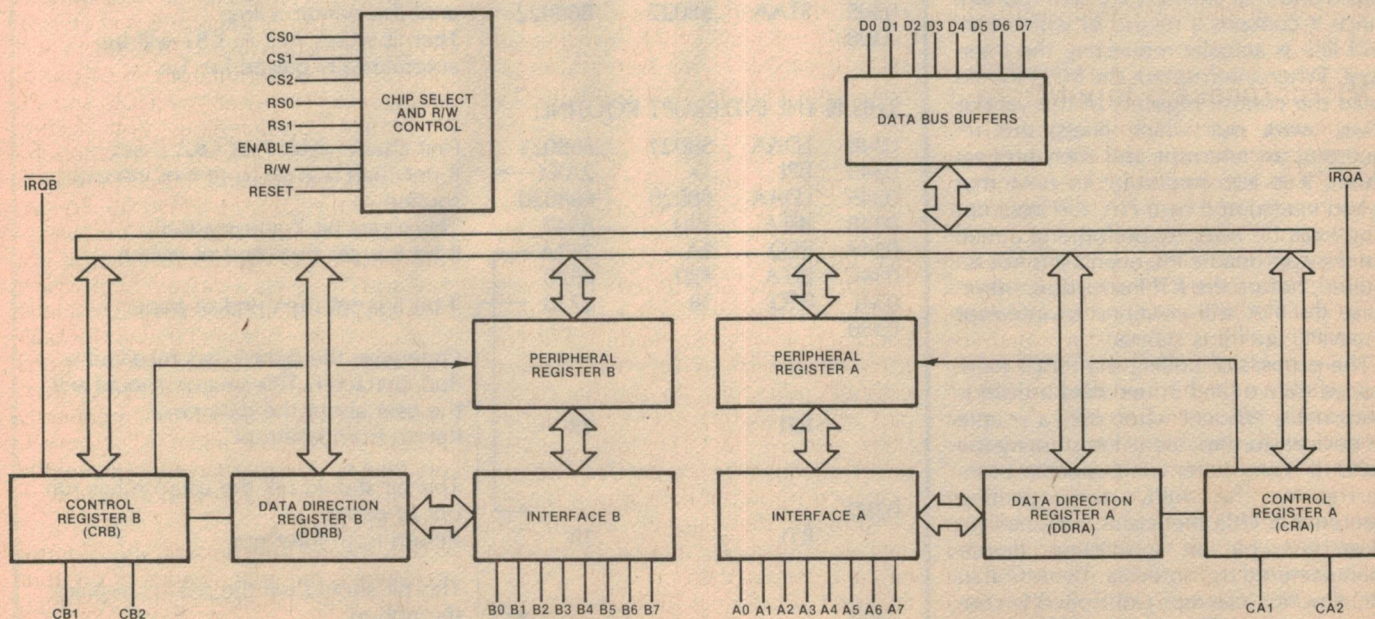 D0 D1 D2 D3 D4 D5 D6 D7
CS0
CS1
CS2
RS0
RS1
ENABLE
R/W
RESET
CHIP SELECT
AND R/W
CONTROL
DATA BUS BUFFERS
IRQB
IRQA
PERIPHERAL
REGISTER B
PERIPHERAL
REGISTER A
CONTROL
REGISTER B
(CRB)
DATA DIRECTION
REGISTER B
(DDRB)
INTERFACE B
INTERFACE A
DATA DIRECTION
REGISTER A
(DDRA)
CONTROL
REGISTER A
(CRA)
CB1 CB2
B0 B1 B2 B3 B4 B5 B6 B7
A0 A1 A2 A3 A4 A5 A6 A7
CA1 CA2